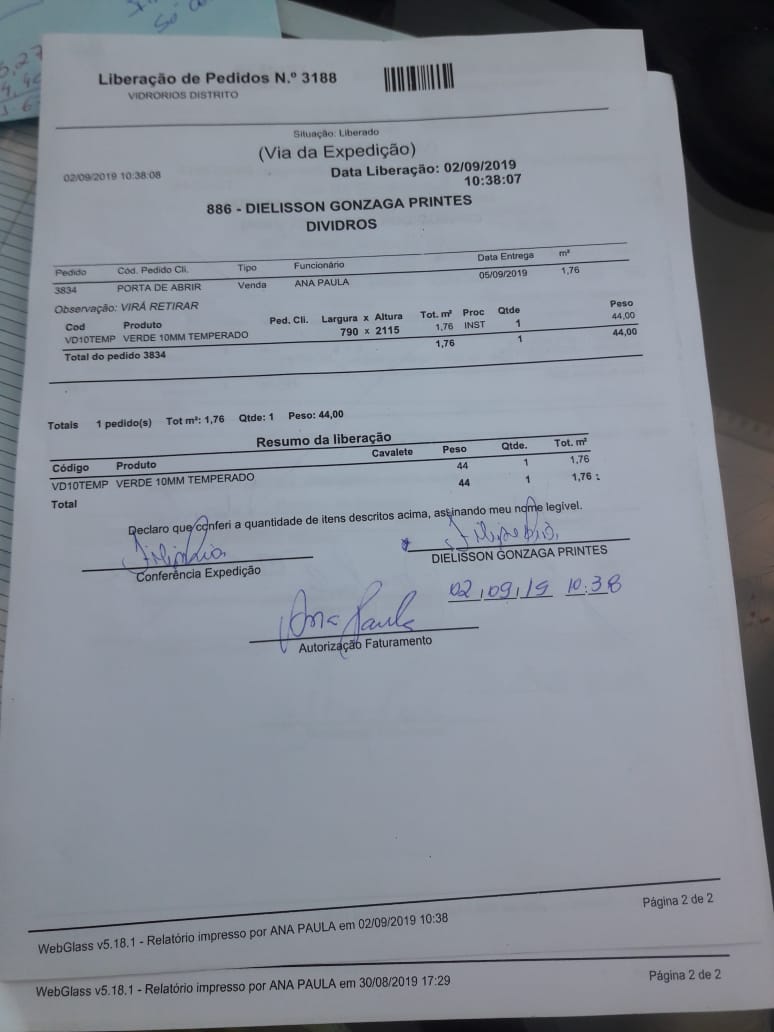 Liberação de Pedidos N.º 3188
VIDRORIOS DISTRITO
Situação: Liberado
(Via da Expedição)
02/09/2019 10:38:08
Data Liberação: 02/09/2019
10:38:07
886 - DIELISSON GONZAGA PRINTES
DIVIDROS
Pedido Cód. Pedido Cli. Tipo Funcionário Data Entrega m²
3834 PORTA DE ABRIR Venda ANA PAULA 05/09/2019 1,76
Observação: VIRÁ RETIRAR
Cod Produto Ped. Cli. Largura x Altura Tot. m² Proc Qtde Peso
VD10TEMP VERDE 10MM TEMPERADO 790 x 2115 1,76 INST 1 44,00
Total do pedido 3834 1,76 1 44,00
Totais 1 pedido(s) Tot m²: 1,76 Qtde: 1 Peso: 44,00
Resumo da liberação
Código Produto Cavalete Peso Qtde. Tot. m²
VD10TEMP VERDE 10MM TEMPERADO 44 1 1,76
Total 44 1 1,76 :
Declaro que conferi a quantidade de itens descritos acima, assinando meu nome legível.
Conferência Expedição
DIELISSON GONZAGA PRINTES
02,09,19 10:38
Ana Paula
Autorização Faturamento
Página 2 de 2
WebGlass v5.18.1 - Relatório impresso por ANA PAULA em 02/09/2019 10:38
Página 2 de 2
WebGlass v5.18.1 - Relatório impresso por ANA PAULA em 30/08/2019 17:29